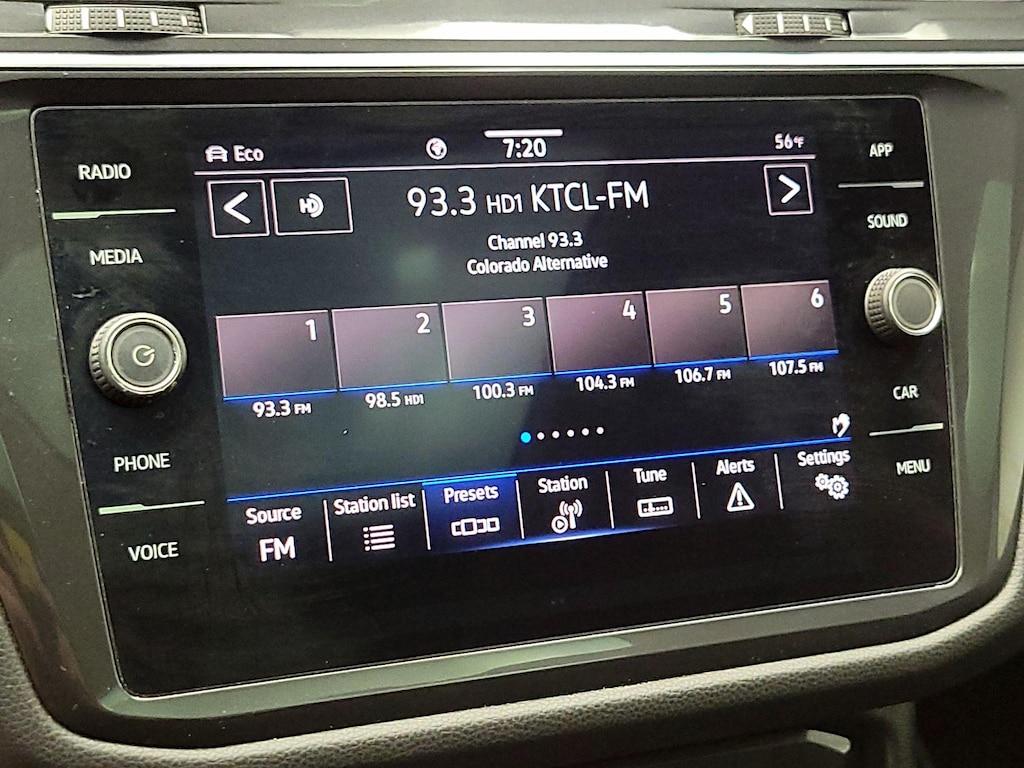 Eco
7:20
56°F
RADIO
MEDIA
PHONE
VOICE
HD
93.3 HD1 KTCL-FM
Channel 93.3
Colorado Alternative
1 2 3 4 5 6
93.3 FM 98.5 HD1 100.3 FM 104.3 FM 106.7 FM 107.5 FM
Source Station list Presets Station Tune Alerts Settings
FM
APP
SOUND
CAR
MENU